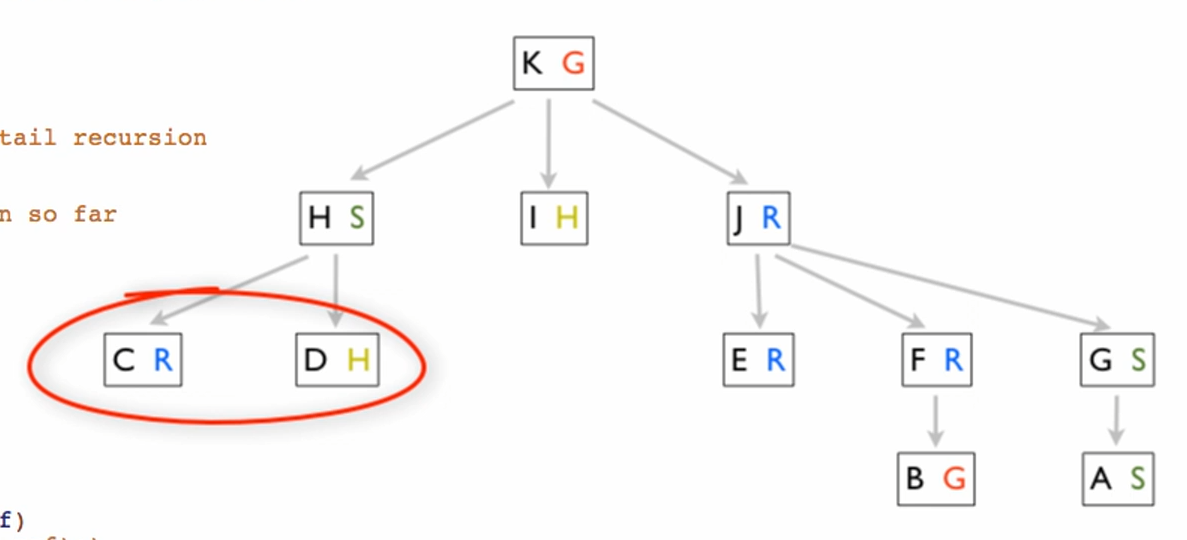 K G
tail recursion
n so far
H S
I H
J R
C R
D H
E R
F R
G S
B G
A S
f)